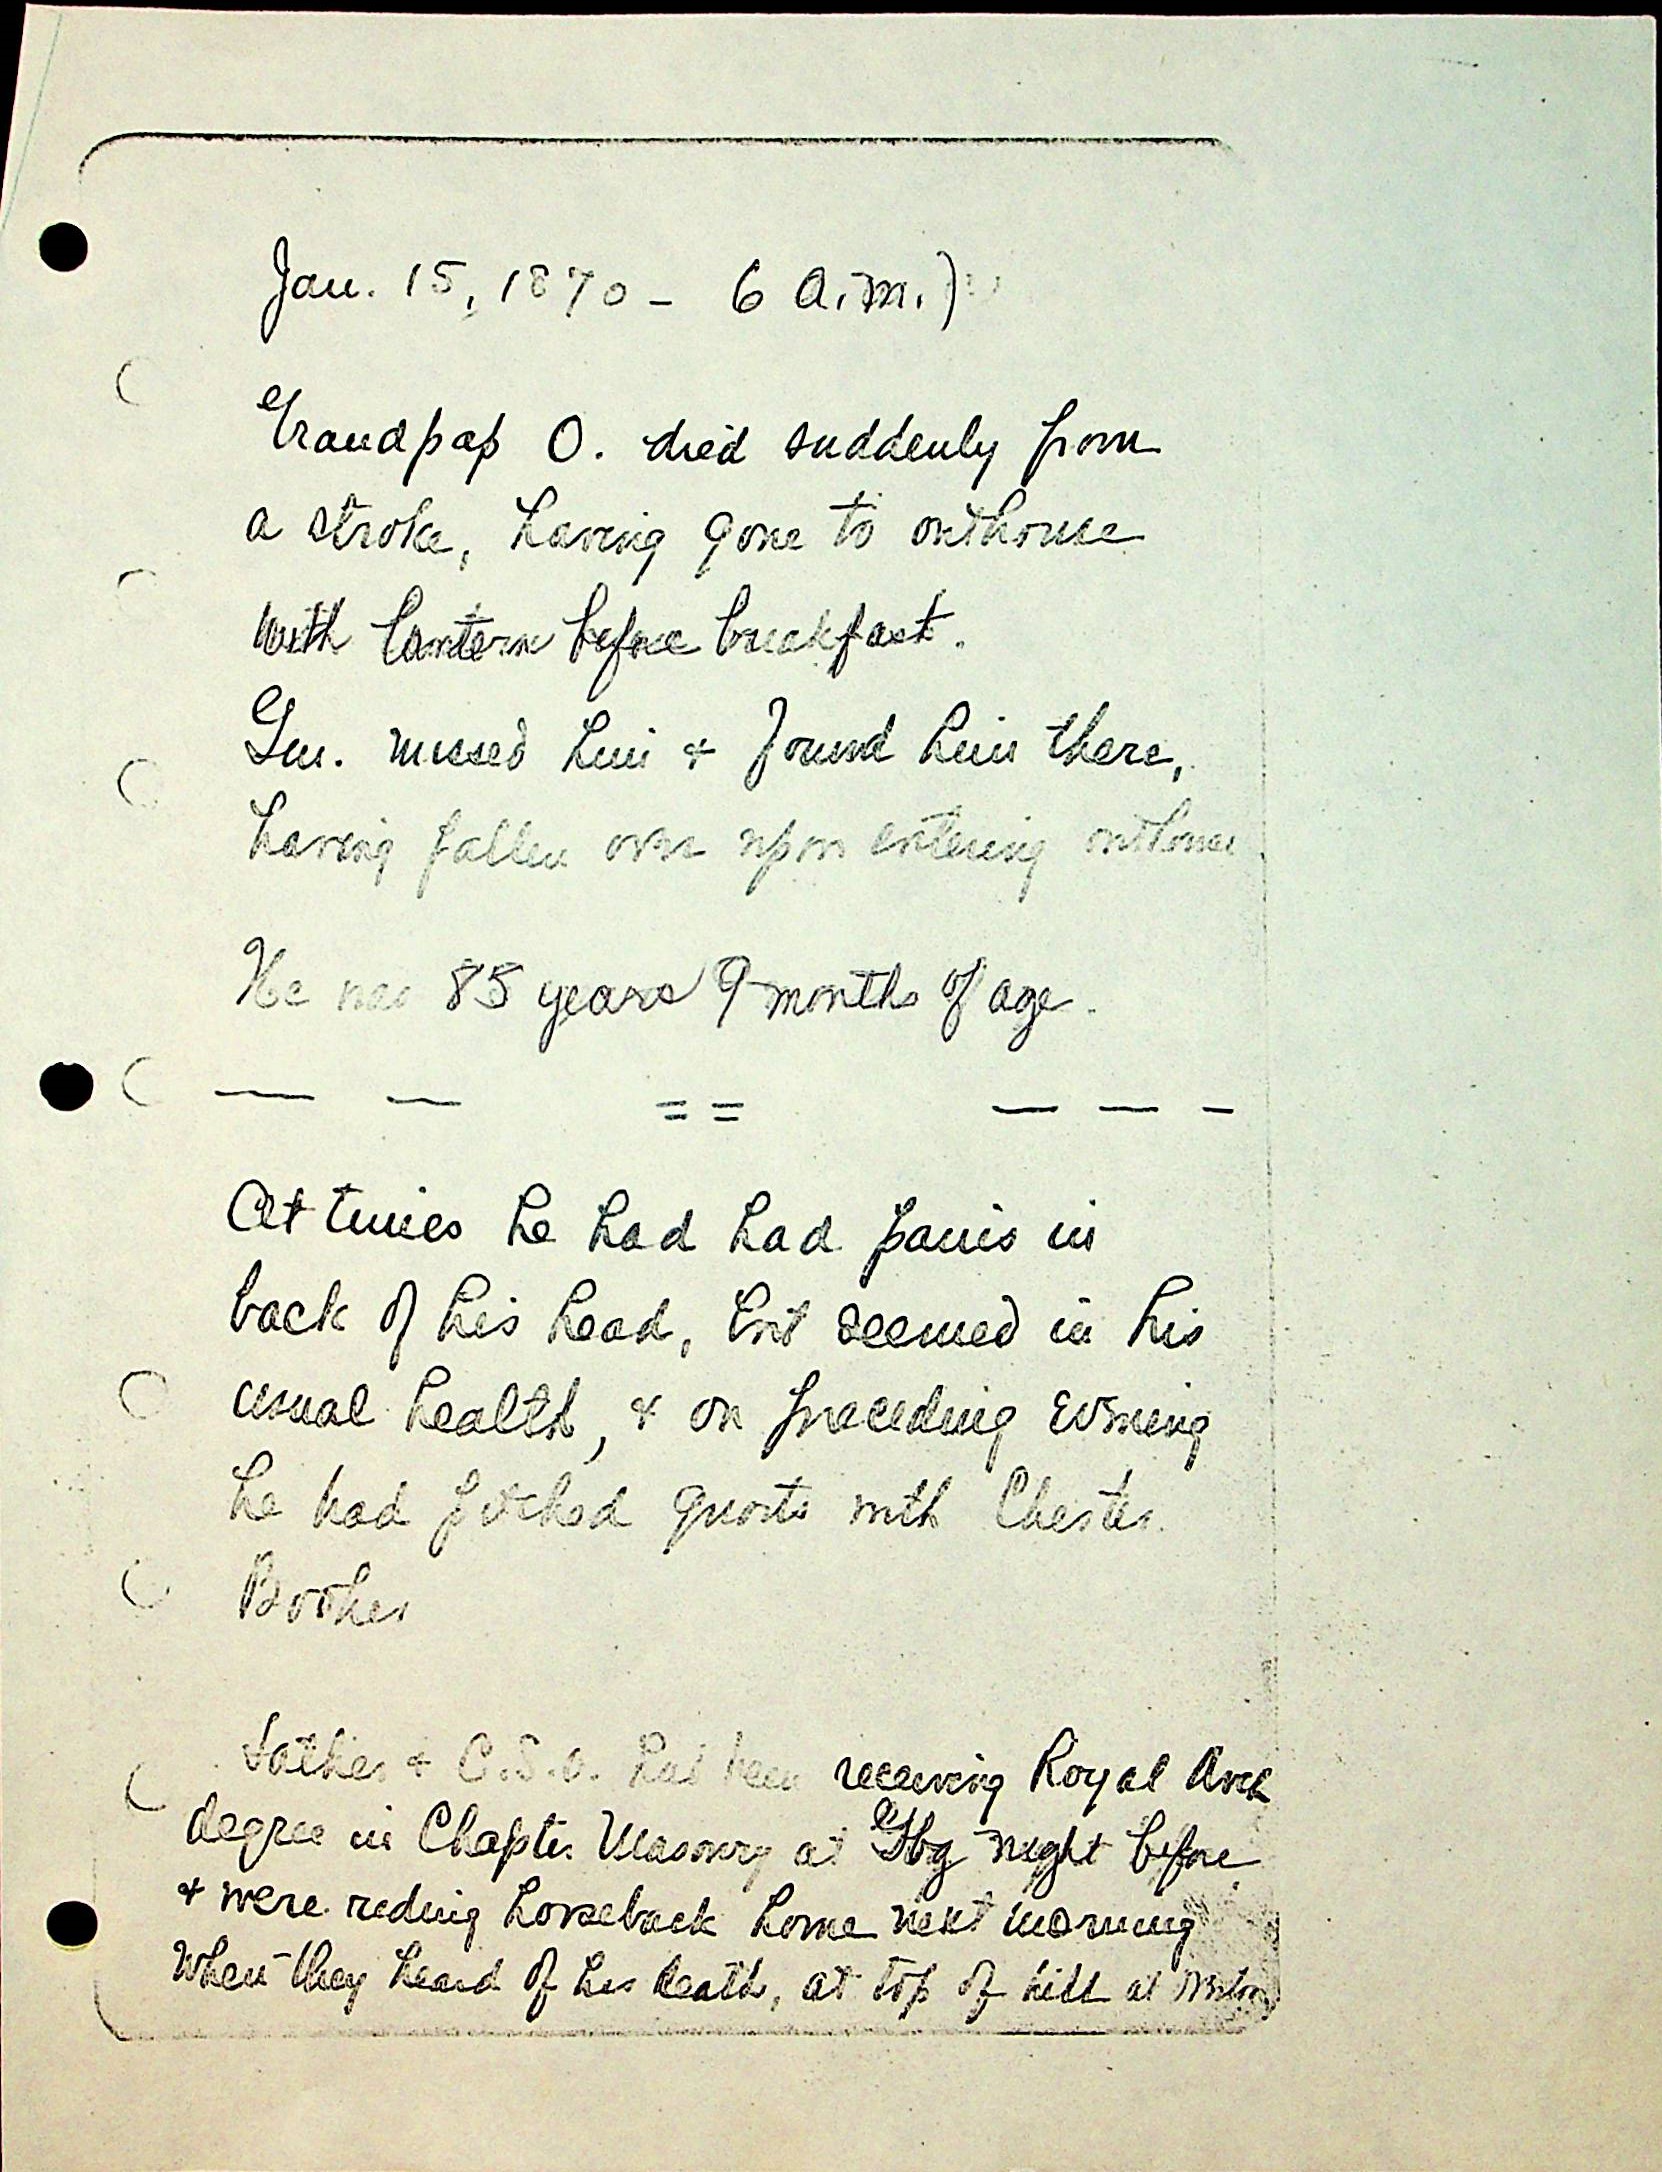 Jan. 15, 1870 - 6 a.m.)
Grandpap O. died suddenly from
a stroke, having gone to outhouse
with lantern before breakfast.
Gm. missed him & found him there,
having fallen over upon entering outhouse
He was 85 years 9 months of age.
— — = = — — -
At times he had had pains in
back of his head, but seemed in his
usual health, & on preceding evening
he had pitched quoits with Chester
Booher
Father & C.S.O. had been receiving Royal Arch
degree in Chapter Masonry at Gbg night before
& were riding horseback home next morning
when they heard of his death, at top of hill at